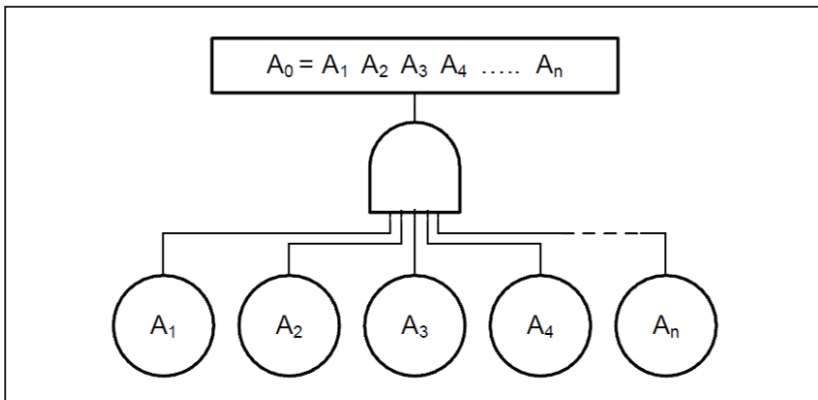 A₀ = A₁ A₂ A₃ A₄ ..... Aₙ
A₁ A₂ A₃ A₄ Aₙ